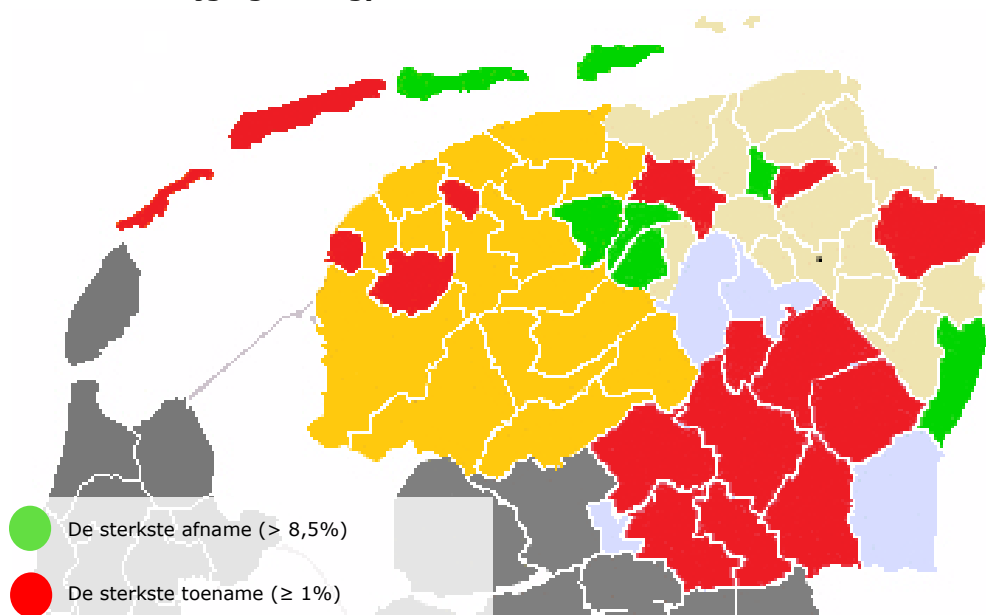 De sterkste afname (> 8,5%)
De sterkste toename (≥ 1%)